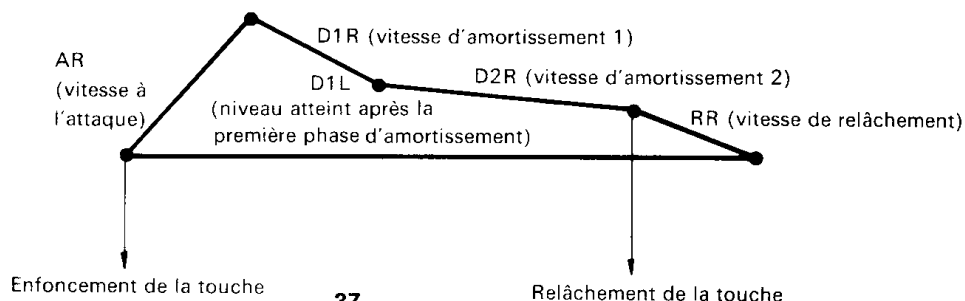 D1R (vitesse d'amortissement 1)
AR
(vitesse à
l'attaque)
D1L
(niveau atteint après la
première phase d'amortissement)
D2R (vitesse d'amortissement 2)
RR (vitesse de relâchement)
Enfoncement de la touche
Relâchement de la touche
37